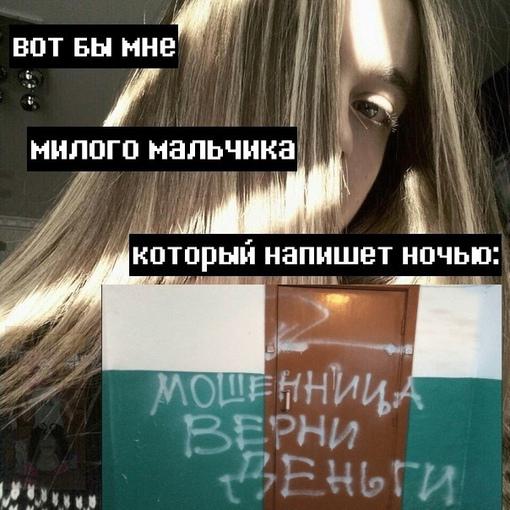 вот бы мне
милого мальчика
который напишет ночью:
МОШЕННИЦА
ВЕРНИ
ДЕНЬГИ